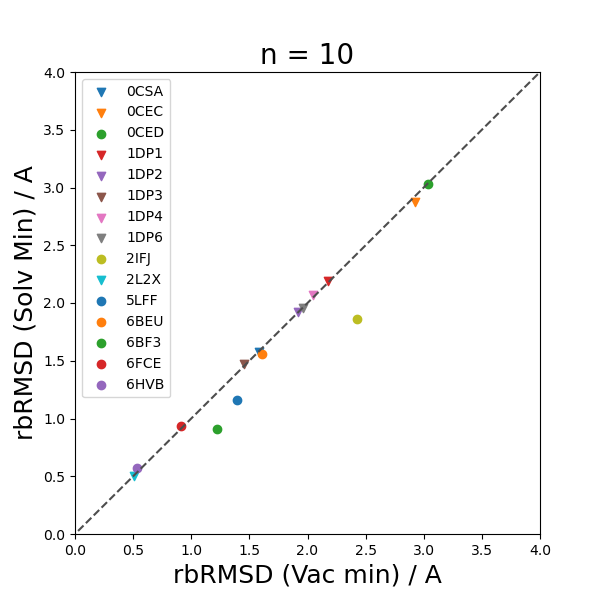 n = 10
0CSA
0CEC
0CED
1DP1
1DP2
1DP3
1DP4
1DP6
2IFJ
2L2X
5LFF
6BEU
6BF3
6FCE
6HVB
4.0
3.5
3.0
2.5
2.0
1.5
1.0
0.5
0.0
rbRMSD (Solv Min) / A
0.0 0.5 1.0 1.5 2.0 2.5 3.0 3.5 4.0
rbRMSD (Vac min) / A